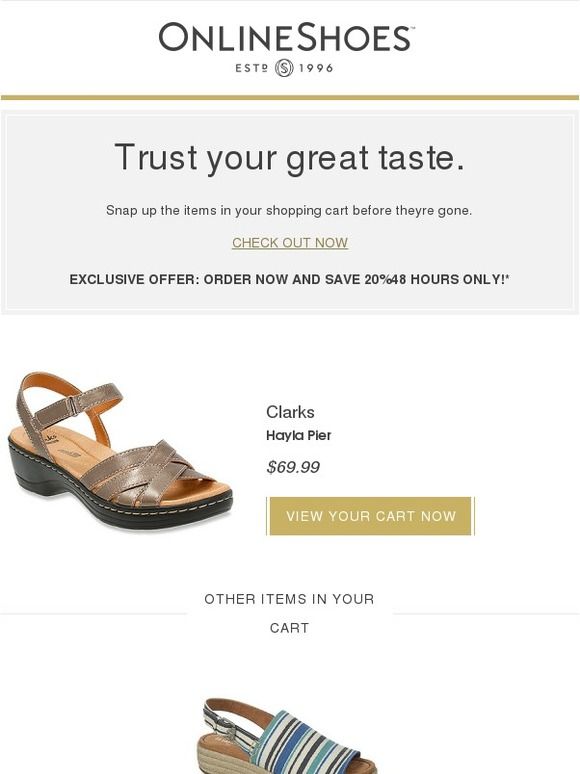 ONLINESHOES™
ESTD S 1996
Trust your great taste.
Snap up the items in your shopping cart before theyre gone.
CHECK OUT NOW
EXCLUSIVE OFFER: ORDER NOW AND SAVE 20%48 HOURS ONLY!*
Clarks
Hayla Pier
$69.99
VIEW YOUR CART NOW
OTHER ITEMS IN YOUR
CART